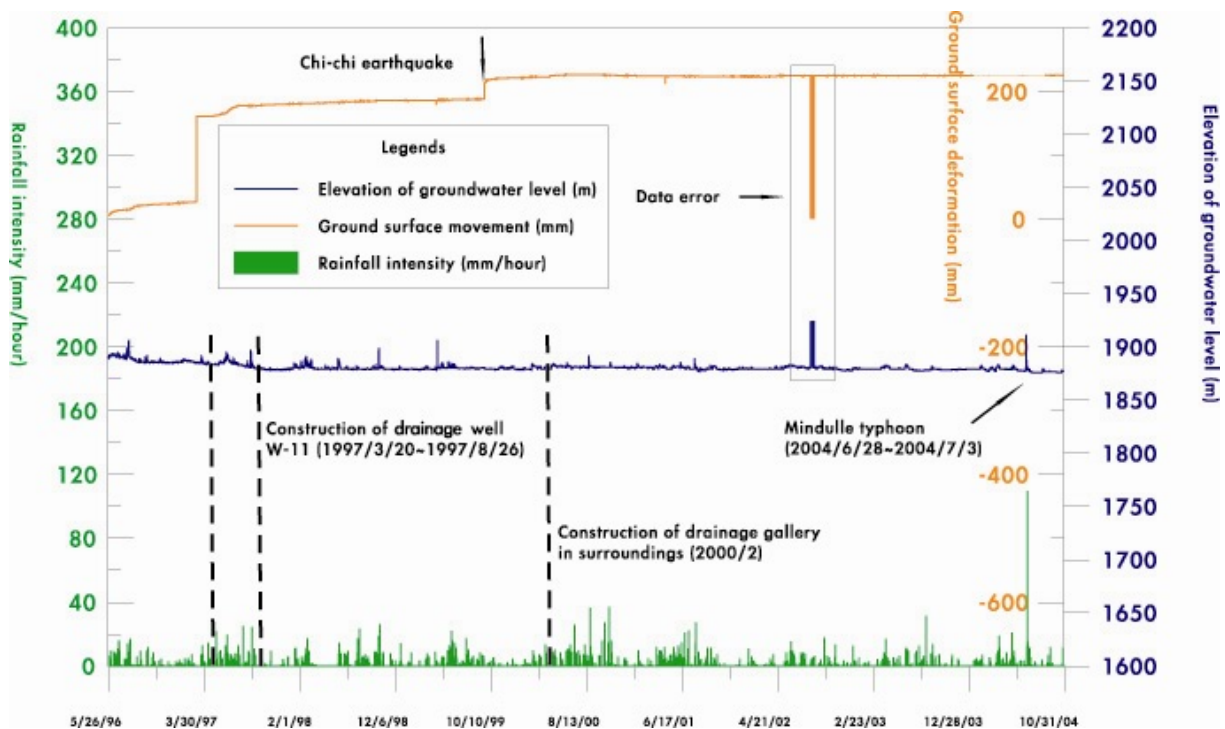 400
360
320
280
240
200
160
120
80
40
0
Rainfall intensity (mm/hour)
Chi-chi earthquake
Legends
Elevation of groundwater level (m)
Ground surface movement (mm)
Rainfall intensity (mm/hour)
Data error
Construction of drainage well
W-11 (1997/3/20~1997/8/26)
Construction of drainage gallery
in surroundings (2000/2)
Mindulle typhoon
(2004/6/28~2004/7/3)
Ground surface deformation (mm)
200
0
-200
-400
-600
2200
2150
2100
2050
2000
1950
1900
1850
1800
1750
1700
1650
1600
Elevation of groundwater level (m)
5/26/96
3/30/97
2/1/98
12/6/98
10/10/99
8/13/00
6/17/01
4/21/02
2/23/03
12/28/03
10/31/04